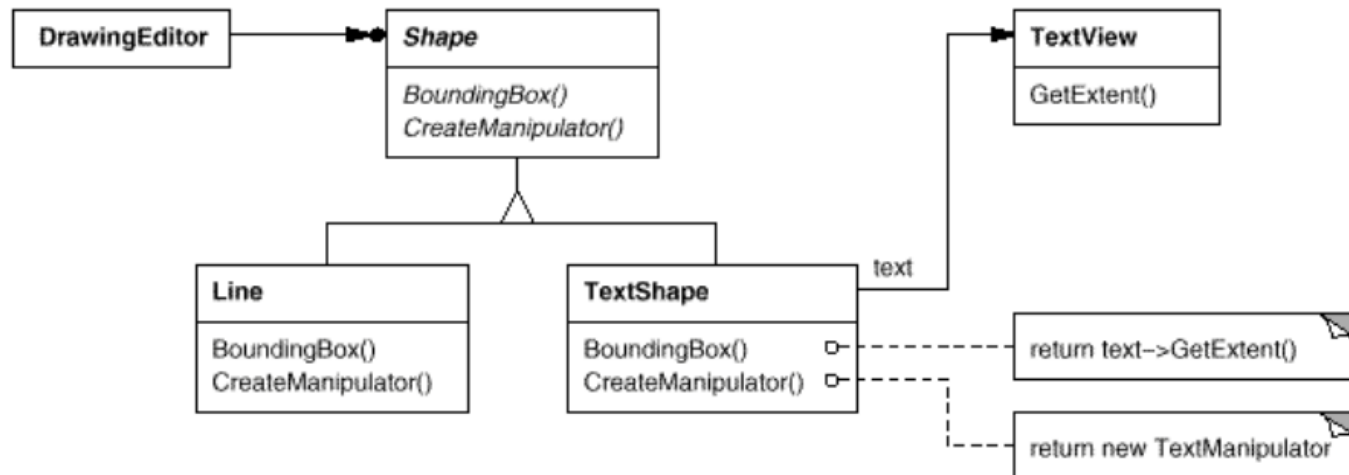 DrawingEditor
Shape
BoundingBox()
CreateManipulator()
TextView
GetExtent()
Line
BoundingBox()
CreateManipulator()
TextShape
BoundingBox()
CreateManipulator()
text
return text->GetExtent()
return new TextManipulator